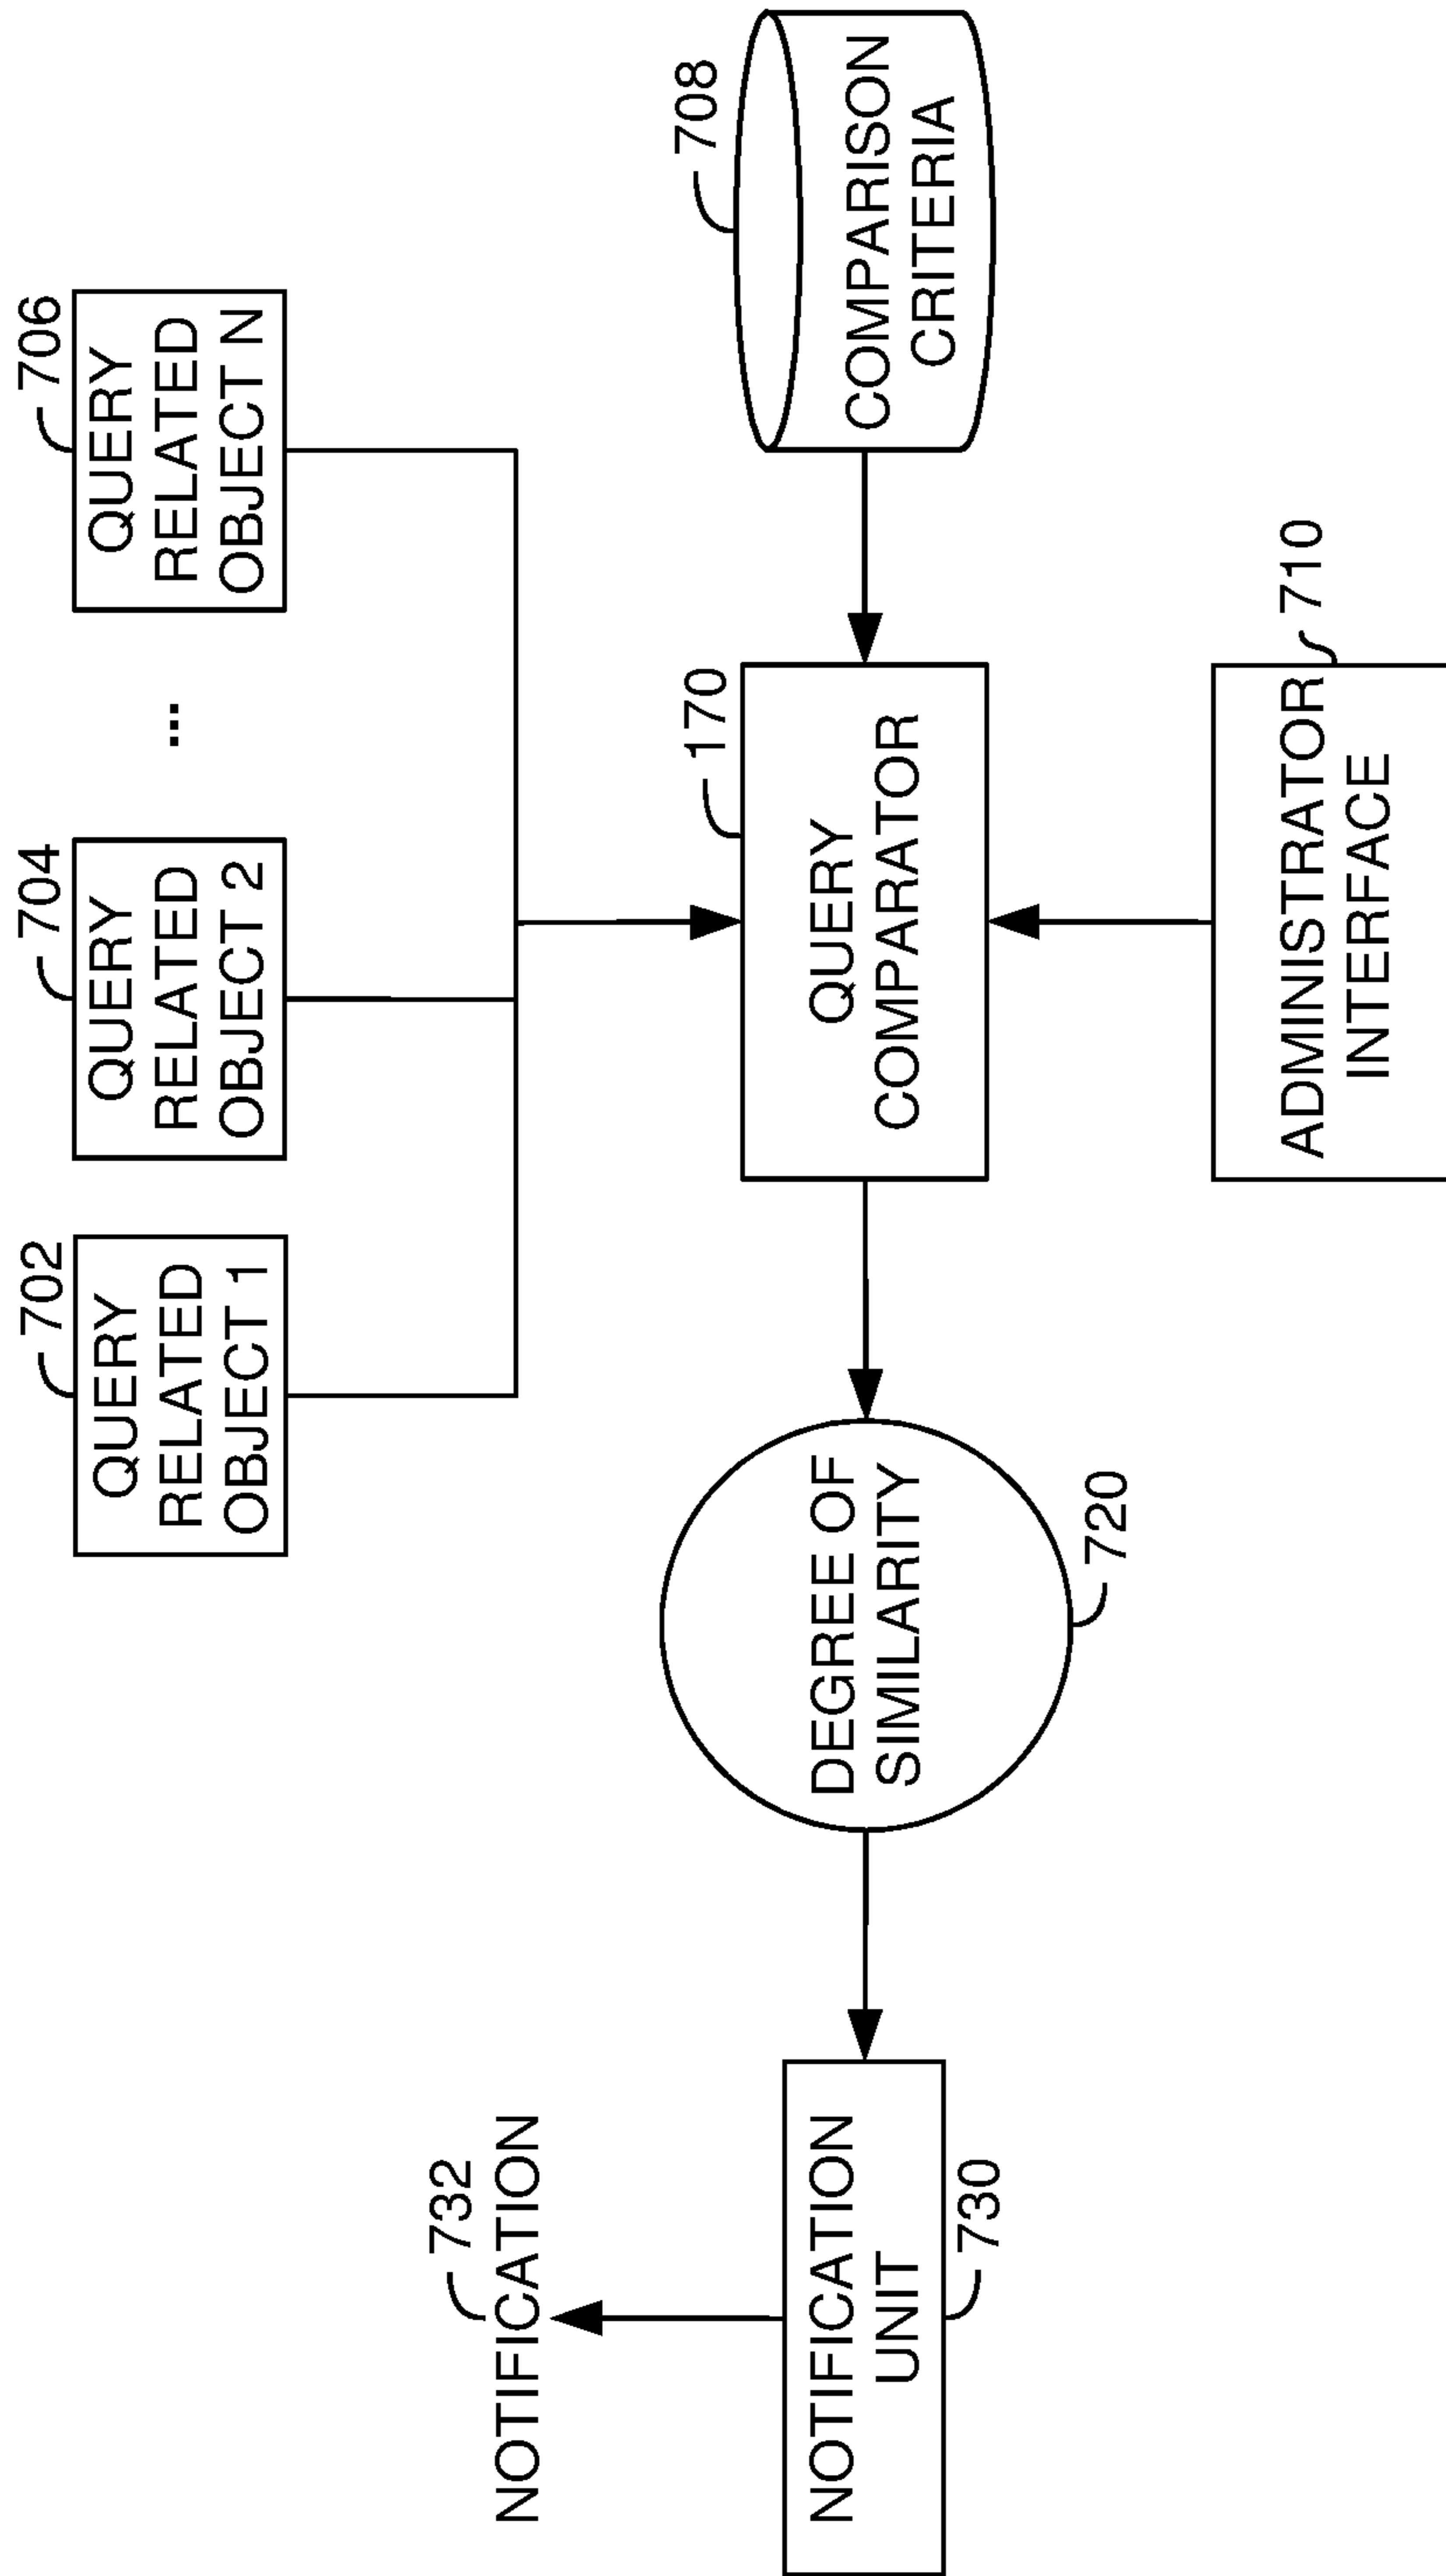 702
QUERY
RELATED
OBJECT 1
704
QUERY
RELATED
OBJECT 2
...
706
QUERY
RELATED
OBJECT N
732
NOTIFICATION
NOTIFICATION
UNIT
730
DEGREE OF
SIMILARITY
720
170
QUERY
COMPARATOR
708
COMPARISON
CRITERIA
ADMINISTRATOR
INTERFACE
710